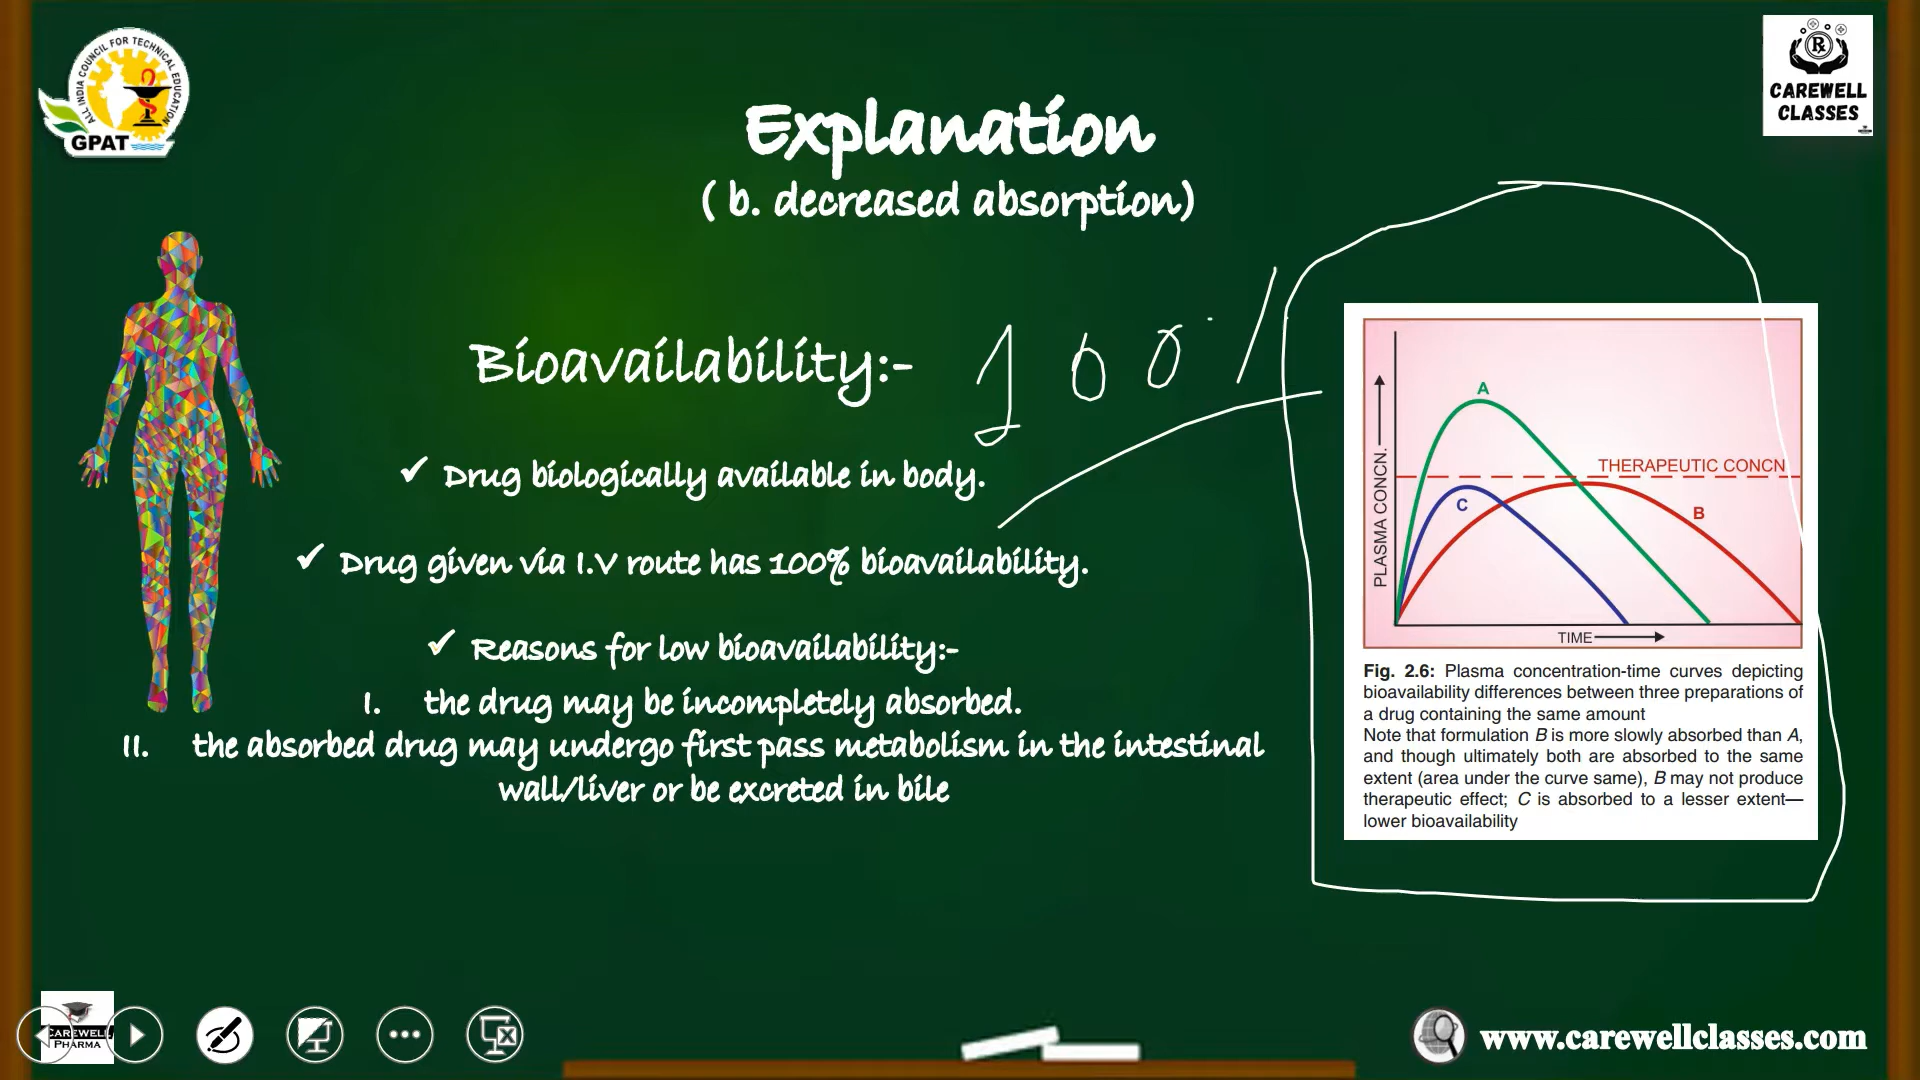 ALL INDIA COUNCIL FOR TECHNICAL EDUCATION
GPAT
Rx
CAREWELL
CLASSES
Explanation
( b. decreased absorption)
Bioavailability:-
100%
✓ Drug biologically available in body.
✓ Drug given via I.V route has 100% bioavailability.
✓ Reasons for low bioavailability:-
I. the drug may be incompletely absorbed.
II. the absorbed drug may undergo first pass metabolism in the intestinal
wall/liver or be excreted in bile
A
THERAPEUTIC CONCN
C
B
PLASMA CONCN.
TIME
Fig. 2.6: Plasma concentration-time curves depicting
bioavailability differences between three preparations of
a drug containing the same amount
Note that formulation B is more slowly absorbed than A,
and though ultimately both are absorbed to the same
extent (area under the curve same), B may not produce
therapeutic effect; C is absorbed to a lesser extent—
lower bioavailability
CAREWELL
PHARMA
www.carewellclasses.com